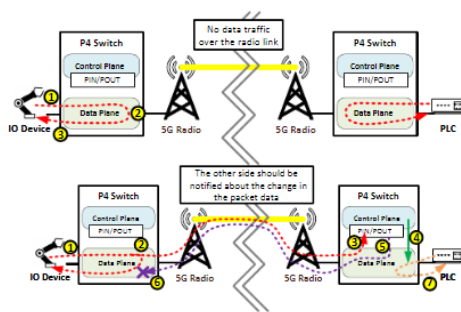 No data traffic
over the radio link
P4 Switch
Control Plane
PIN/POUT
Data Plane
1
2
3
IO Device
5G Radio
5G Radio
P4 Switch
Control Plane
PIN/POUT
Data Plane
PLC
The other side should be
notified about the change in
the packet data
P4 Switch
Control Plane
PIN/POUT
Data Plane
1
2
6
IO Device
5G Radio
5G Radio
P4 Switch
Control Plane
PIN/POUT
Data Plane
3
5
4
7
PLC